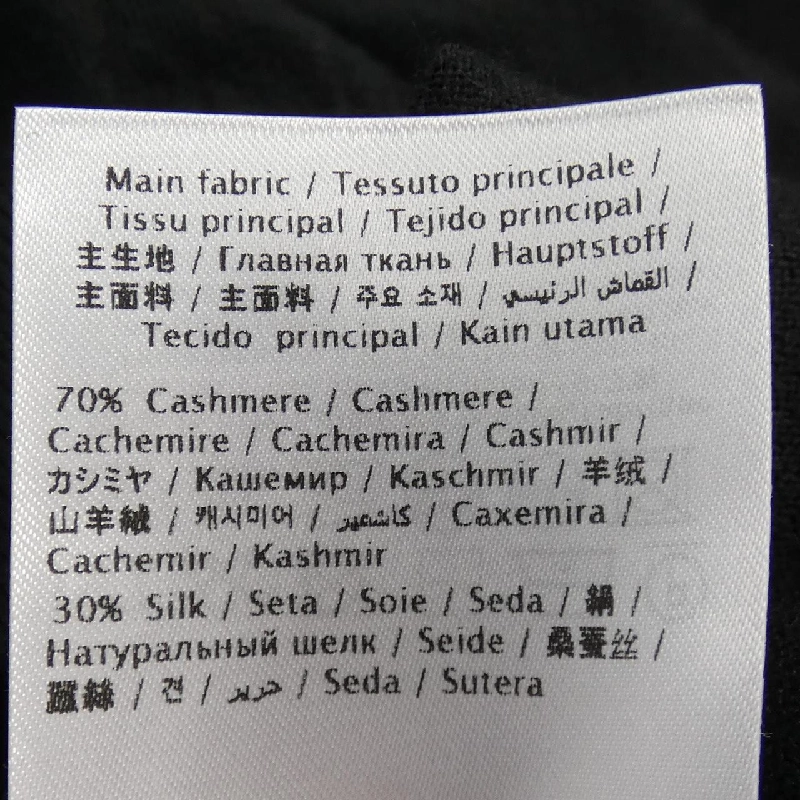 Main fabric / Tessuto principale /
Tissu principal / Tejido principal /
主生地 / Главная ткань / Hauptstoff /
主面料 / 主面料 / 주요 소재 / القماش الرئيسي /
Tecido principal / Kain utama
70% Cashmere / Cashmere /
Cachemire / Cachemira / Cashmir /
カシミヤ / Кашемир / Kaschmir / 羊绒 /
山羊絨 / 캐시미어 / كاشمير / Caxemira /
Cachemir / Kashmir
30% Silk / Seta / Soie / Seda / 絹 /
Натуральный шелк / Seide / 桑蚕丝 /
蠶絲 / 견 / حرير / Seda / Sutera